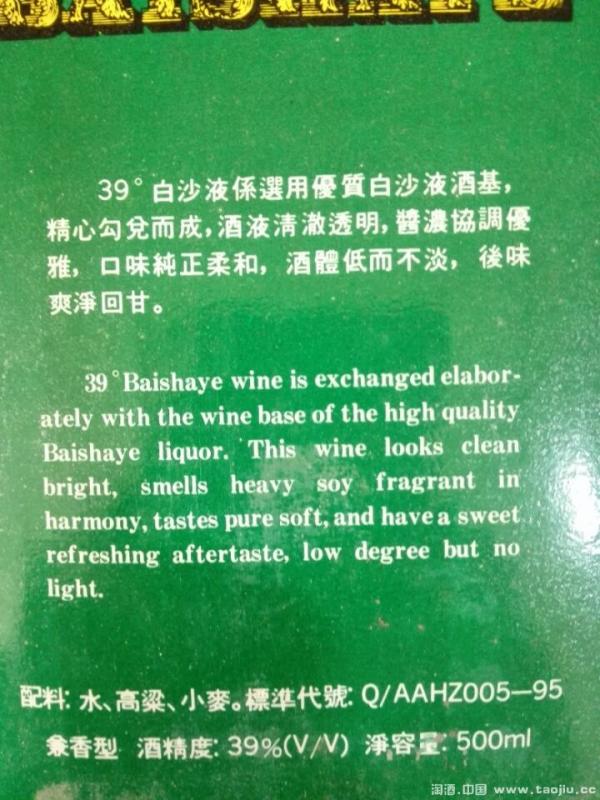 BAISHAYE
39°白沙液係選用優質白沙液酒基，
精心勾兌而成，酒液清澈透明，醬濃協調優
雅，口味純正柔和，酒體低而不淡，後味
爽淨回甘。
39°Baishaye wine is exchanged elabor-
ately with the wine base of the high quality
Baishaye liquor. This wine looks clean
bright, smells heavy soy fragrant in
harmony, tastes pure soft, and have a sweet
refreshing aftertaste, low degree but no
light.
配料：水、高粱、小麥。標準代號：Q/AAHZ005—95
兼香型 酒精度：39%(V/V) 淨容量：500ml
淘酒.中国 www.taojiu.cc